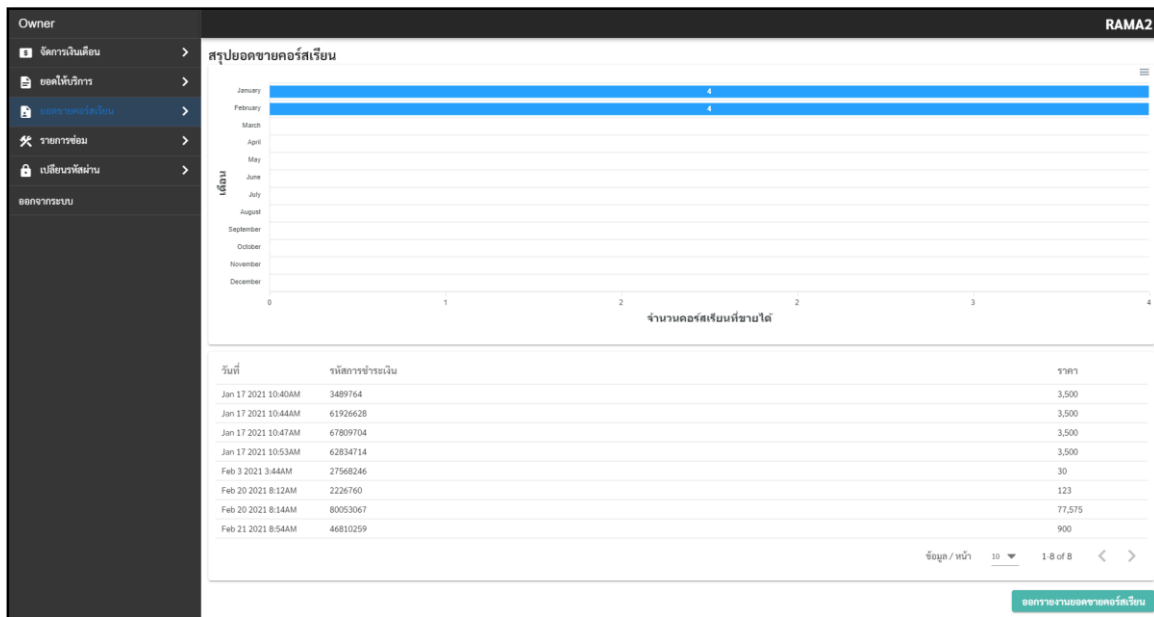 Owner
RAMA2
จัดการเงินเดือน
ยอดให้บริการ
ยอดขายคอร์สเรียน
รายการซ่อม
เปลี่ยนรหัสผ่าน
ออกจากระบบ
สรุปยอดขายคอร์สเรียน
เดือน
January 4
February 4
March
April
May
June
July
August
September
October
November
December
0 1 2 2 3 4
จำนวนคอร์สเรียนที่ขายได้
วันที่ รหัสการชำระเงิน ราคา
Jan 17 2021 10:40AM 3489764 3,500
Jan 17 2021 10:44AM 61926628 3,500
Jan 17 2021 10:47AM 67809704 3,500
Jan 17 2021 10:53AM 62834714 3,500
Feb 3 2021 3:44AM 27568246 30
Feb 20 2021 8:12AM 2226760 123
Feb 20 2021 8:14AM 80053067 77,575
Feb 21 2021 8:54AM 46810259 900
ข้อมูล / หน้า 10 1-8 of 8
ออกรายงานยอดขายคอร์สเรียน